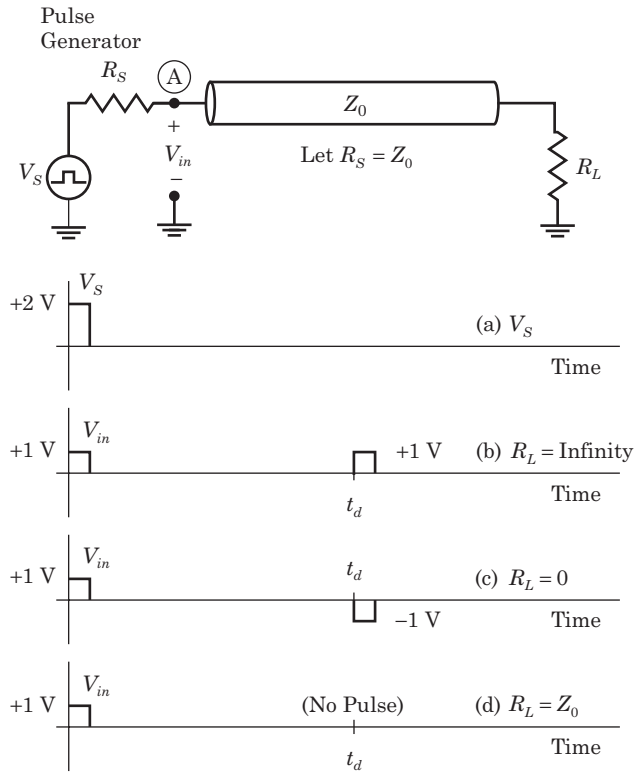 Pulse
Generator
R_S
A
Z_0
+
V_in
−
Let R_S = Z_0
V_S
R_L
V_S
+2 V
(a) V_S
Time
V_in
+1 V
+1 V
(b) R_L = Infinity
t_d
Time
V_in
t_d
+1 V
(c) R_L = 0
−1 V
Time
V_in
(No Pulse)
+1 V
(d) R_L = Z_0
t_d
Time